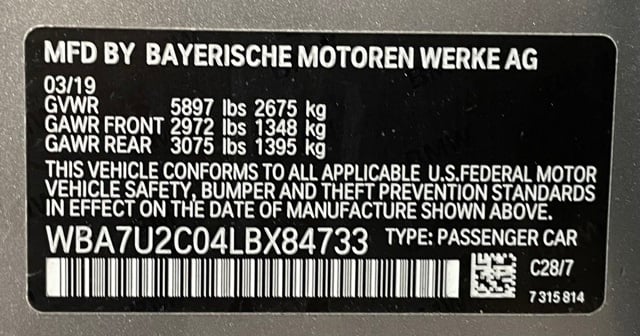 MFD BY BAYERISCHE MOTOREN WERKE AG
03/19
GVWR 5897 lbs 2675 kg
GAWR FRONT 2972 lbs 1348 kg
GAWR REAR 3075 lbs 1395 kg
THIS VEHICLE CONFORMS TO ALL APPLICABLE U.S.FEDERAL MOTOR
VEHICLE SAFETY, BUMPER AND THEFT PREVENTION STANDARDS
IN EFFECT ON THE DATE OF MANUFACTURE SHOWN ABOVE.
WBA7U2C04LBX84733 TYPE: PASSENGER CAR
C28/7
7 315 814